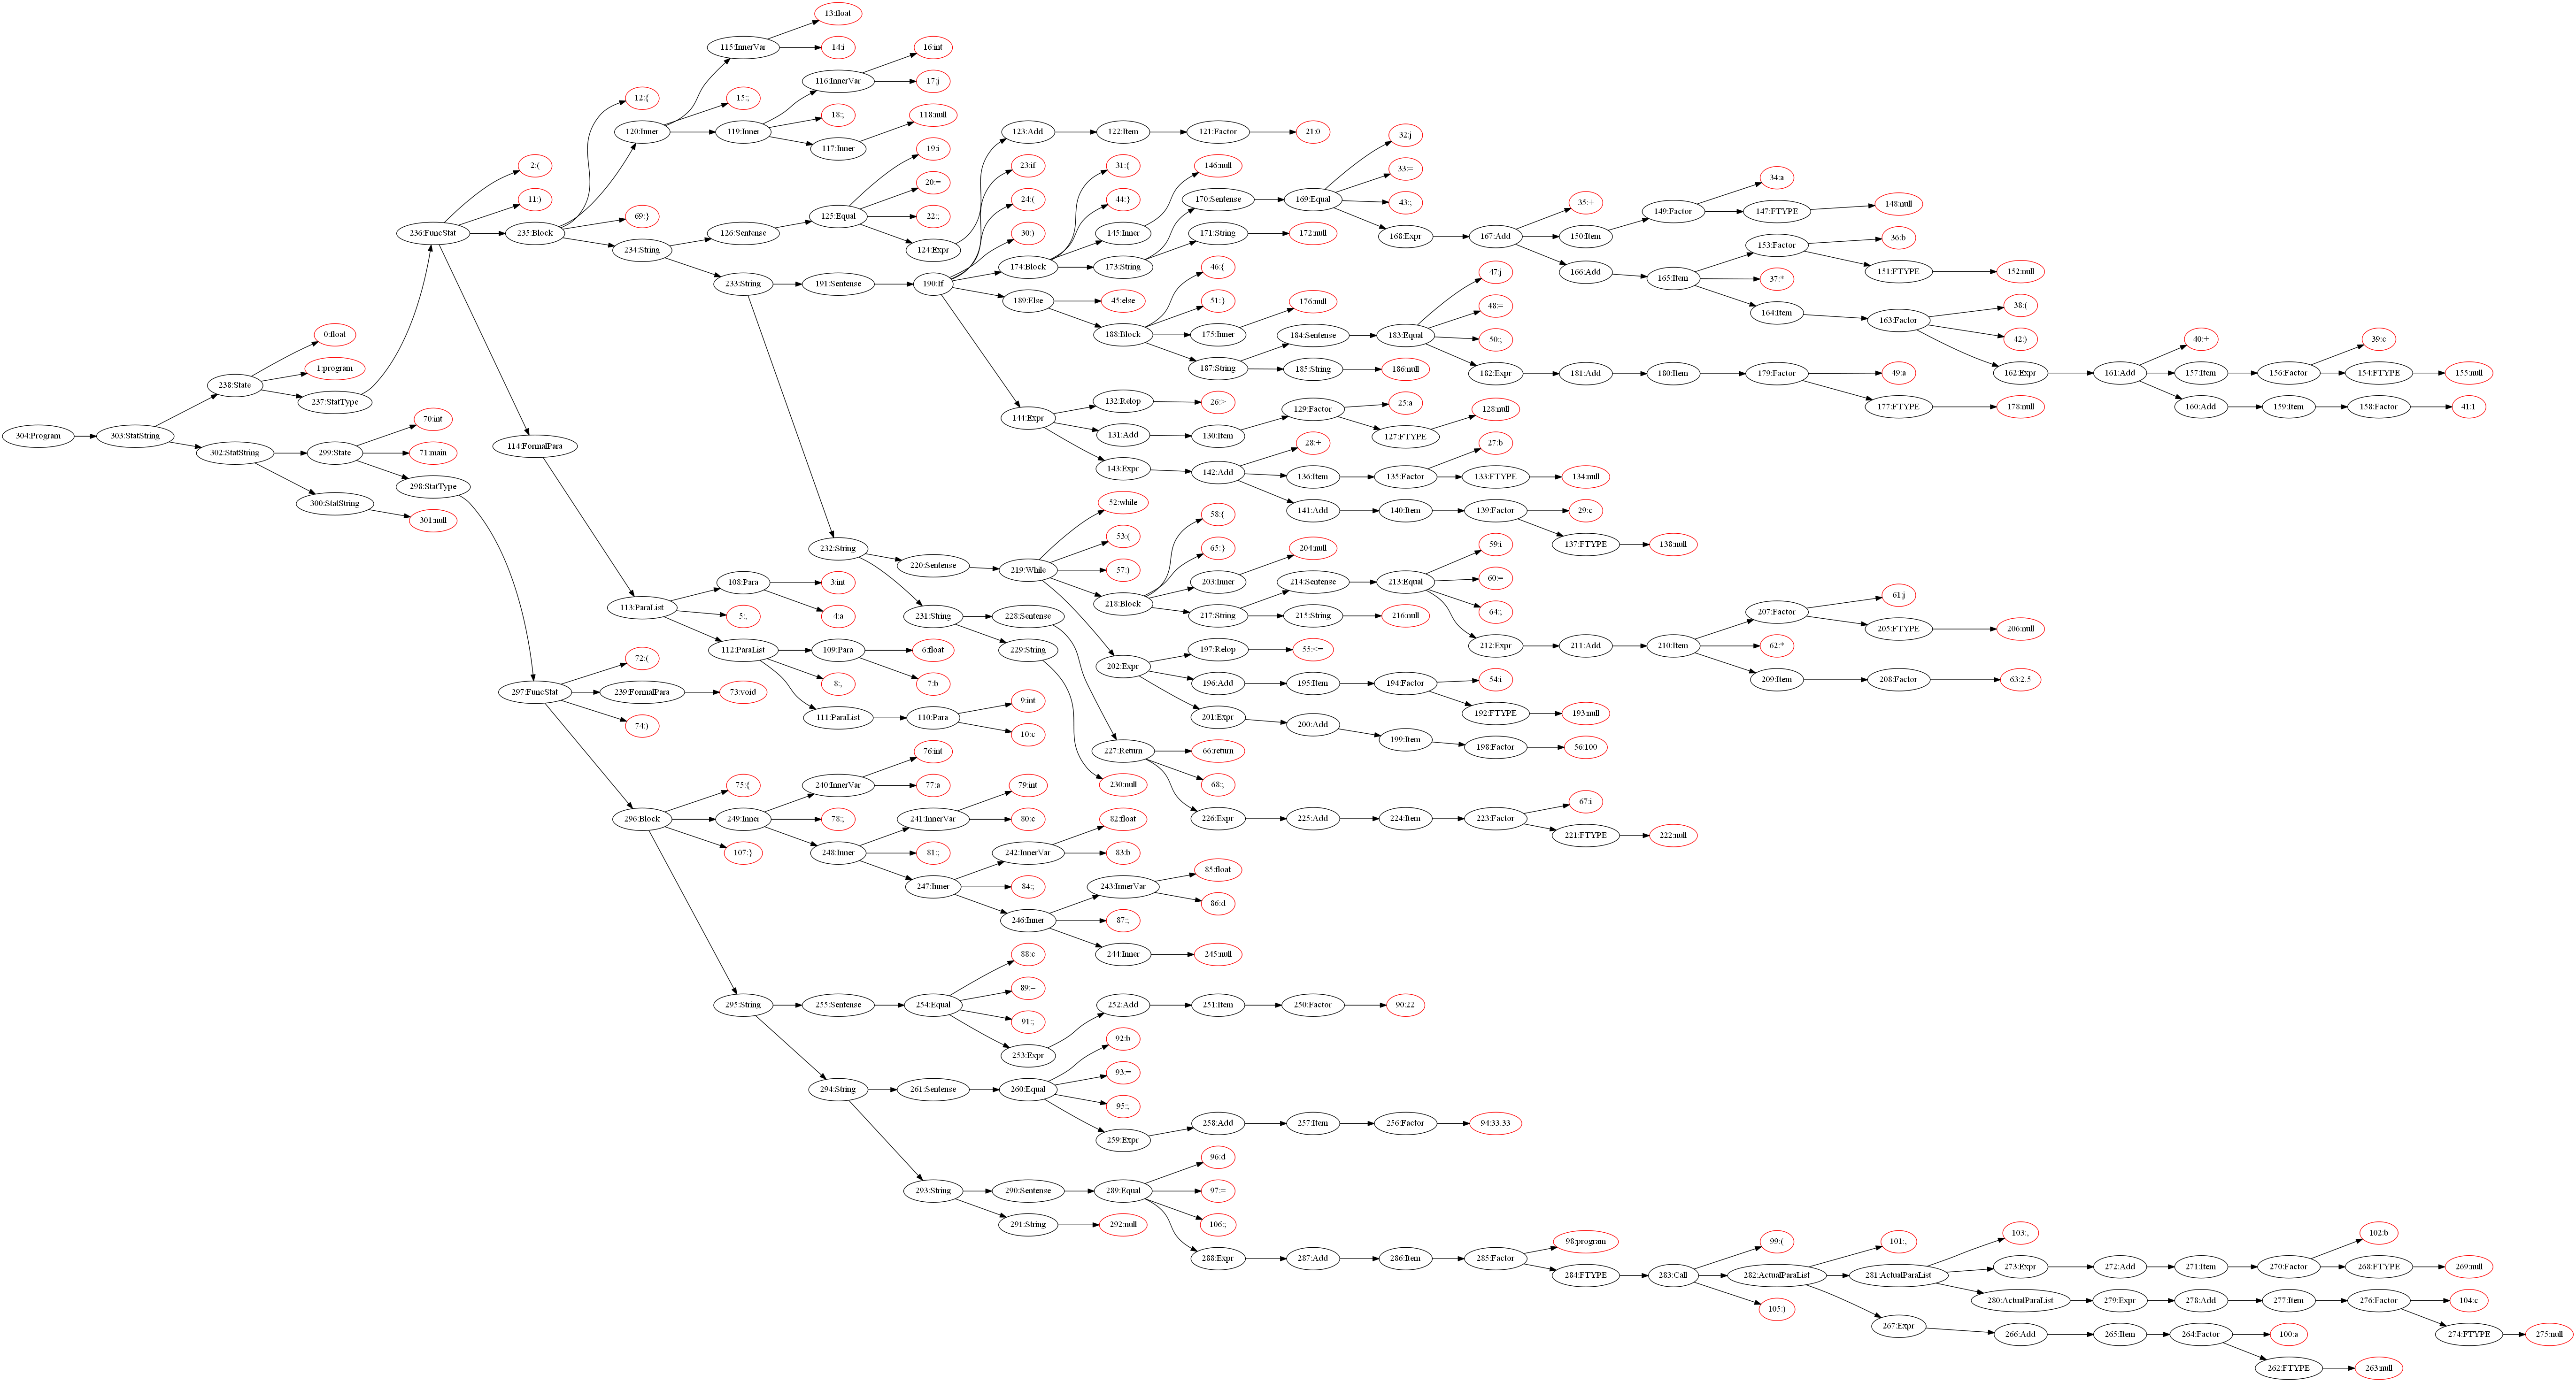 13:float
115:InnerVar
14:i
16:int
116:InnerVar
17:j
12:{
15:;
18:;
118:null
120:Inner
119:Inner
123:Add
122:Item
121:Factor
21:0
32:j
117:Inner
19:i
2:(
23:if
31:{
146:null
33:=
34:a
125:Equal
20:=
24:(
44:}
170:Sentense
169:Equal
43:;
35:+
149:Factor
147:FTYPE
148:null
11:)
69:}
22:;
236:FuncStat
235:Block
126:Sentense
30:)
145:Inner
171:String
172:null
168:Expr
167:Add
150:Item
153:Factor
36:b
234:String
124:Expr
174:Block
173:String
46:{
166:Add
165:Item
37:*
151:FTYPE
152:null
47:j
233:String
191:Sentense
190:If
189:Else
45:else
51:}
176:null
48:=
164:Item
38:(
163:Factor
0:float
188:Block
175:Inner
184:Sentense
183:Equal
50:;
42:)
40:+
39:c
1:program
187:String
185:String
186:null
182:Expr
181:Add
180:Item
179:Factor
49:a
162:Expr
161:Add
157:Item
156:Factor
154:FTYPE
155:null
238:State
237:StatType
132:Relop
26:>
129:Factor
25:a
177:FTYPE
178:null
160:Add
159:Item
158:Factor
41:1
70:int
144:Expr
128:null
304:Program
303:StatString
131:Add
130:Item
127:FTYPE
114:FormalPara
28:+
27:b
302:StatString
299:State
71:main
143:Expr
142:Add
136:Item
135:Factor
133:FTYPE
134:null
298:StatType
300:StatString
301:null
52:while
58:{
141:Add
140:Item
139:Factor
29:c
53:(
65:}
204:null
59:i
137:FTYPE
138:null
232:String
220:Sentense
219:While
57:)
203:Inner
214:Sentense
213:Equal
60:=
108:Para
3:int
218:Block
217:String
215:String
216:null
64:;
207:Factor
61:j
113:ParaList
5:,
4:a
231:String
228:Sentense
212:Expr
211:Add
210:Item
62:*
205:FTYPE
206:null
112:ParaList
109:Para
6:float
229:String
197:Relop
55:<=
72:(
8:,
7:b
202:Expr
196:Add
195:Item
194:Factor
54:i
209:Item
208:Factor
63:2.5
297:FuncStat
239:FormalPara
73:void
9:int
111:ParaList
110:Para
201:Expr
200:Add
192:FTYPE
193:null
74:)
10:c
199:Item
198:Factor
56:100
76:int
227:Return
66:return
75:{
240:InnerVar
77:a
79:int
230:null
68:;
296:Block
249:Inner
78:;
241:InnerVar
80:c
82:float
226:Expr
225:Add
224:Item
223:Factor
67:i
221:FTYPE
222:null
107:}
248:Inner
81:;
242:InnerVar
83:b
85:float
247:Inner
84:;
243:InnerVar
86:d
246:Inner
87:;
88:c
244:Inner
245:null
89:=
295:String
255:Sentense
254:Equal
91:;
252:Add
251:Item
250:Factor
90:22
253:Expr
92:b
93:=
294:String
261:Sentense
260:Equal
95:;
259:Expr
258:Add
257:Item
256:Factor
94:33.33
96:d
293:String
290:Sentense
289:Equal
97:=
291:String
292:null
106:;
98:program
99:(
101:,
103:,
102:b
288:Expr
287:Add
286:Item
285:Factor
284:FTYPE
283:Call
282:ActualParaList
281:ActualParaList
273:Expr
272:Add
271:Item
270:Factor
268:FTYPE
269:null
105:)
280:ActualParaList
279:Expr
278:Add
277:Item
276:Factor
104:c
267:Expr
266:Add
265:Item
264:Factor
100:a
274:FTYPE
275:null
262:FTYPE
263:null